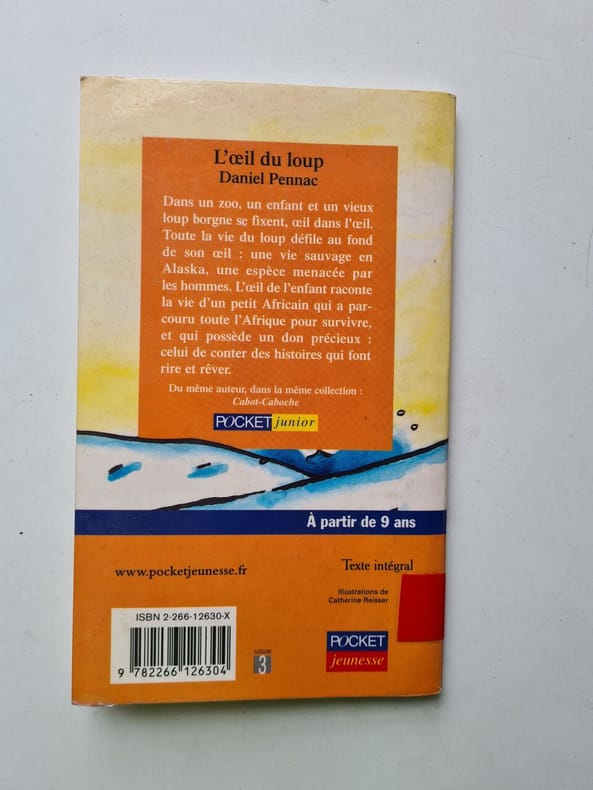 L'œil du loup
Daniel Pennac
Dans un zoo, un enfant et un vieux
loup borgne se fixent, œil dans l'œil.
Toute la vie du loup défile au fond
de son œil : une vie sauvage en
Alaska, une espèce menacée par
les hommes. L'œil de l'enfant raconte
la vie d'un petit Africain qui a par-
couru toute l'Afrique pour survivre,
et qui possède un don précieux :
celui de conter des histoires qui font
rire et rêver.
Du même auteur, dans la même collection :
Cabot-Caboche
POCKET junior
À partir de 9 ans
www.pocketjeunesse.fr
Texte intégral
Illustrations de
Catherine Reisser
ISBN 2-266-12630-X
9 782266 126304
CATÉGORIE
3
POCKET
jeunesse